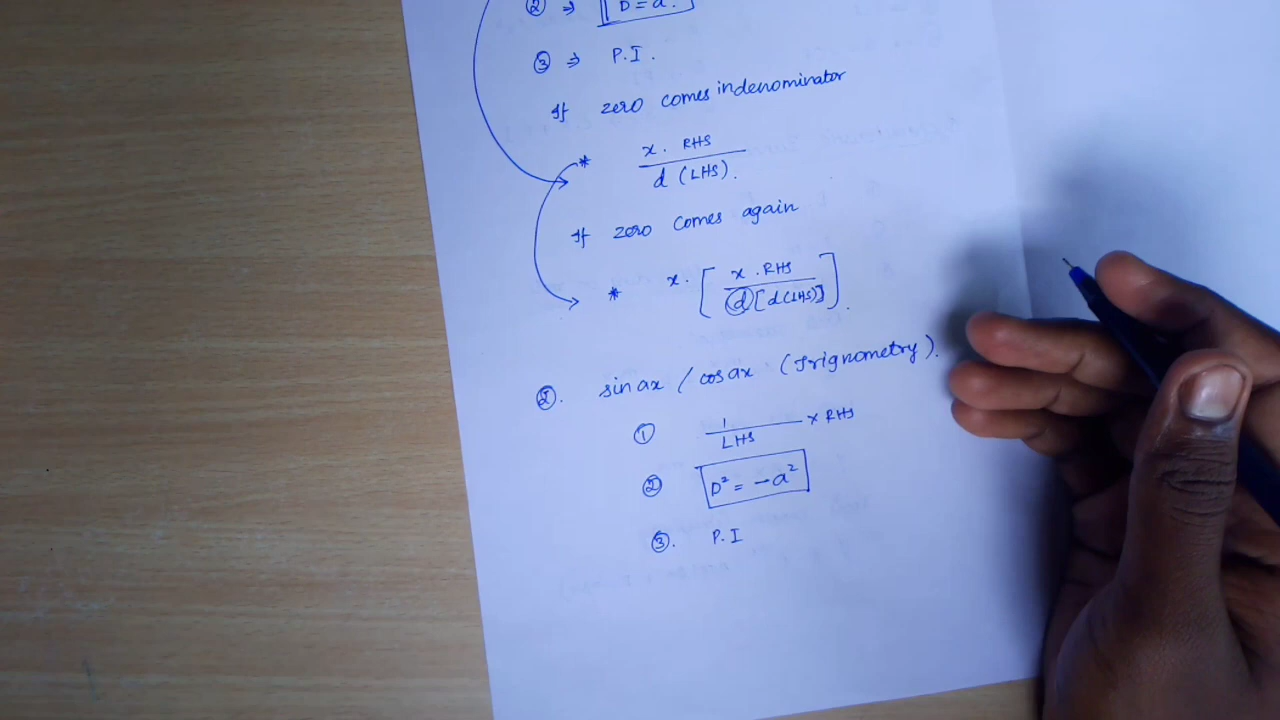 ② ⇒ D = a.
③ ⇒ P.I.
If zero comes in denominator
* x. RHS / d (LHS).
If zero comes again
* x. [ x . RHS / d [d(LHS)] ].
②. sin ax / cos ax (Trignometry).
① 1 / LHS x RHS
② D² = -a²
③. P.I